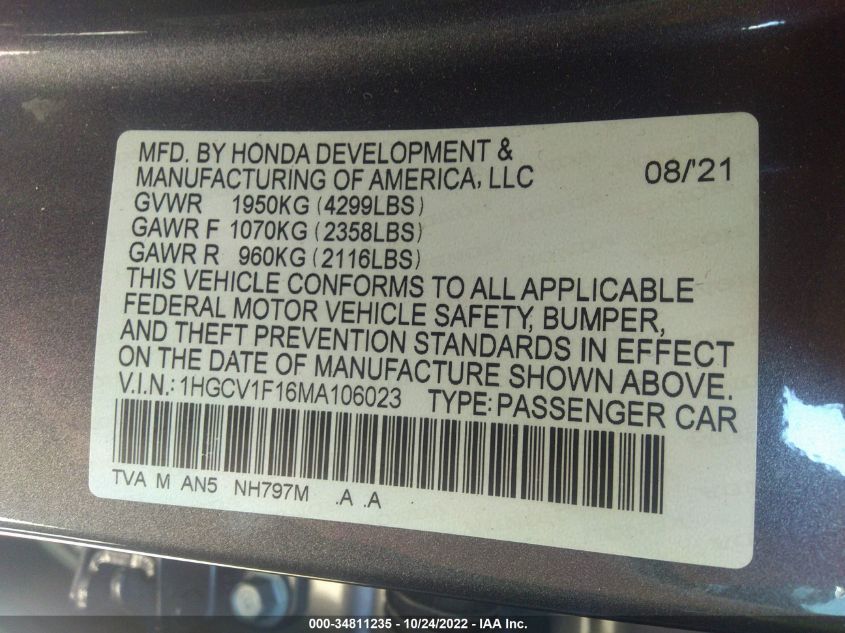 MFD. BY HONDA DEVELOPMENT &
MANUFACTURING OF AMERICA, LLC 08/'21
GVWR 1950KG (4299LBS)
GAWR F 1070KG (2358LBS)
GAWR R 960KG (2116LBS)
THIS VEHICLE CONFORMS TO ALL APPLICABLE
FEDERAL MOTOR VEHICLE SAFETY, BUMPER,
AND THEFT PREVENTION STANDARDS IN EFFECT
ON THE DATE OF MANUFACTURE SHOWN ABOVE.
V.I.N.: 1HGCV1F16MA106023 TYPE: PASSENGER CAR
TVA M AN5 NH797M .A .A
000-34811235 - 10/24/2022 - IAA Inc.